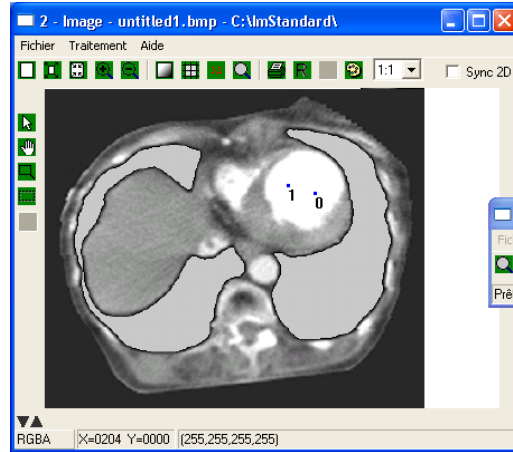 2 - Image - untitled1.bmp - C:\ImStandard\
Fichier Traitement Aide
R 1:1 Sync 2D
1 0
Fic
Prê
RGBA X=0204 Y=0000 (255,255,255,255)